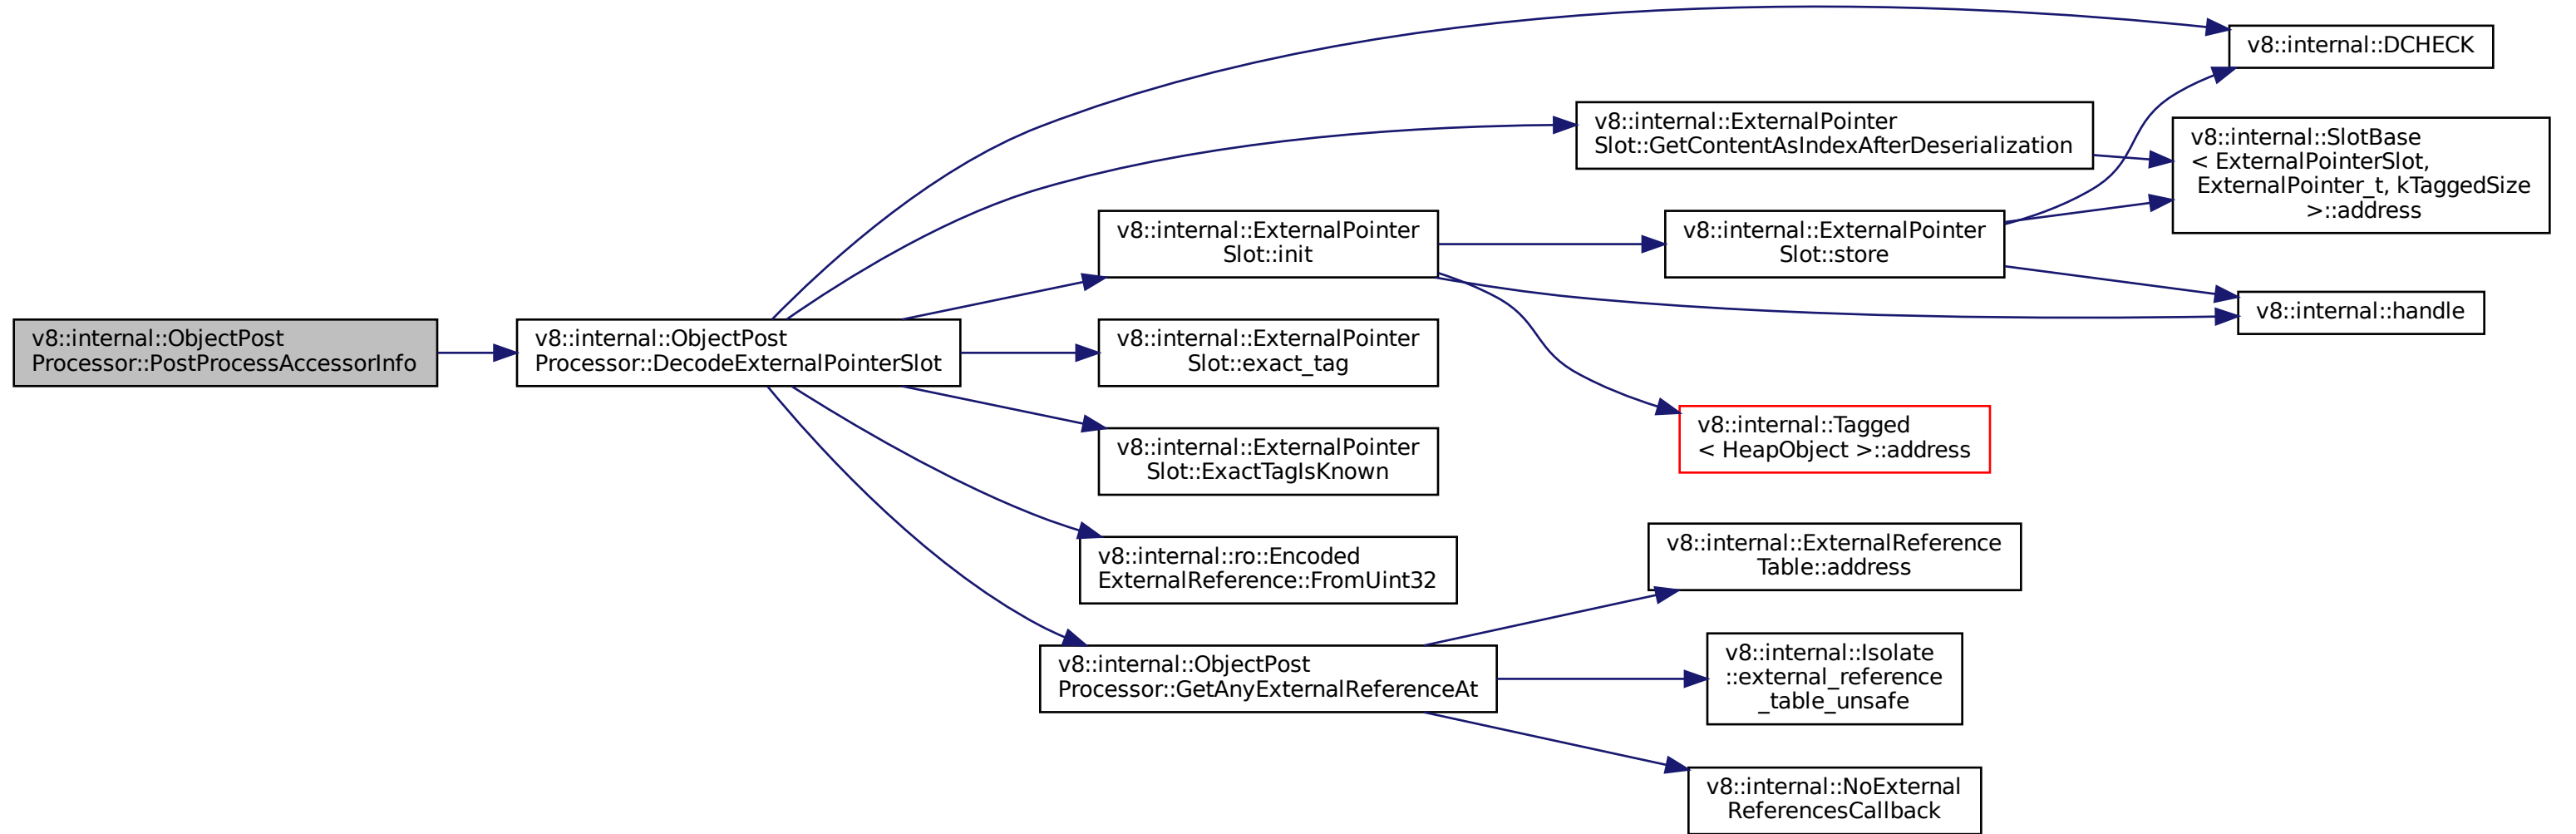 v8::internal::ObjectPost
Processor::PostProcessAccessorInfo
v8::internal::ObjectPost
Processor::DecodeExternalPointerSlot
v8::internal::DCHECK
v8::internal::ExternalPointer
Slot::GetContentAsIndexAfterDeserialization
v8::internal::SlotBase
< ExternalPointerSlot,
ExternalPointer_t, kTaggedSize
>::address
v8::internal::ExternalPointer
Slot::init
v8::internal::ExternalPointer
Slot::store
v8::internal::handle
v8::internal::ExternalPointer
Slot::exact_tag
v8::internal::Tagged
< HeapObject >::address
v8::internal::ExternalPointer
Slot::ExactTagIsKnown
v8::internal::ro::Encoded
ExternalReference::FromUint32
v8::internal::ExternalReference
Table::address
v8::internal::ObjectPost
Processor::GetAnyExternalReferenceAt
v8::internal::Isolate
::external_reference
_table_unsafe
v8::internal::NoExternal
ReferencesCallback